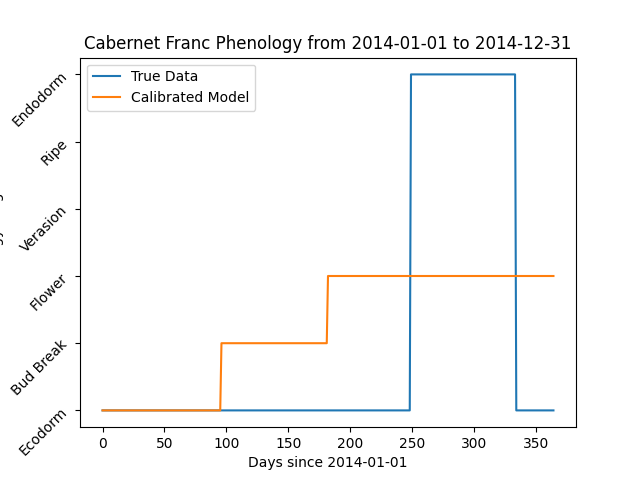 Cabernet Franc Phenology from 2014-01-01 to 2014-12-31
True Data
Calibrated Model
Endodorm
Ripe
Verasion
Flower
Bud Break
Ecodorm
0 50 100 150 200 250 300 350
Days since 2014-01-01